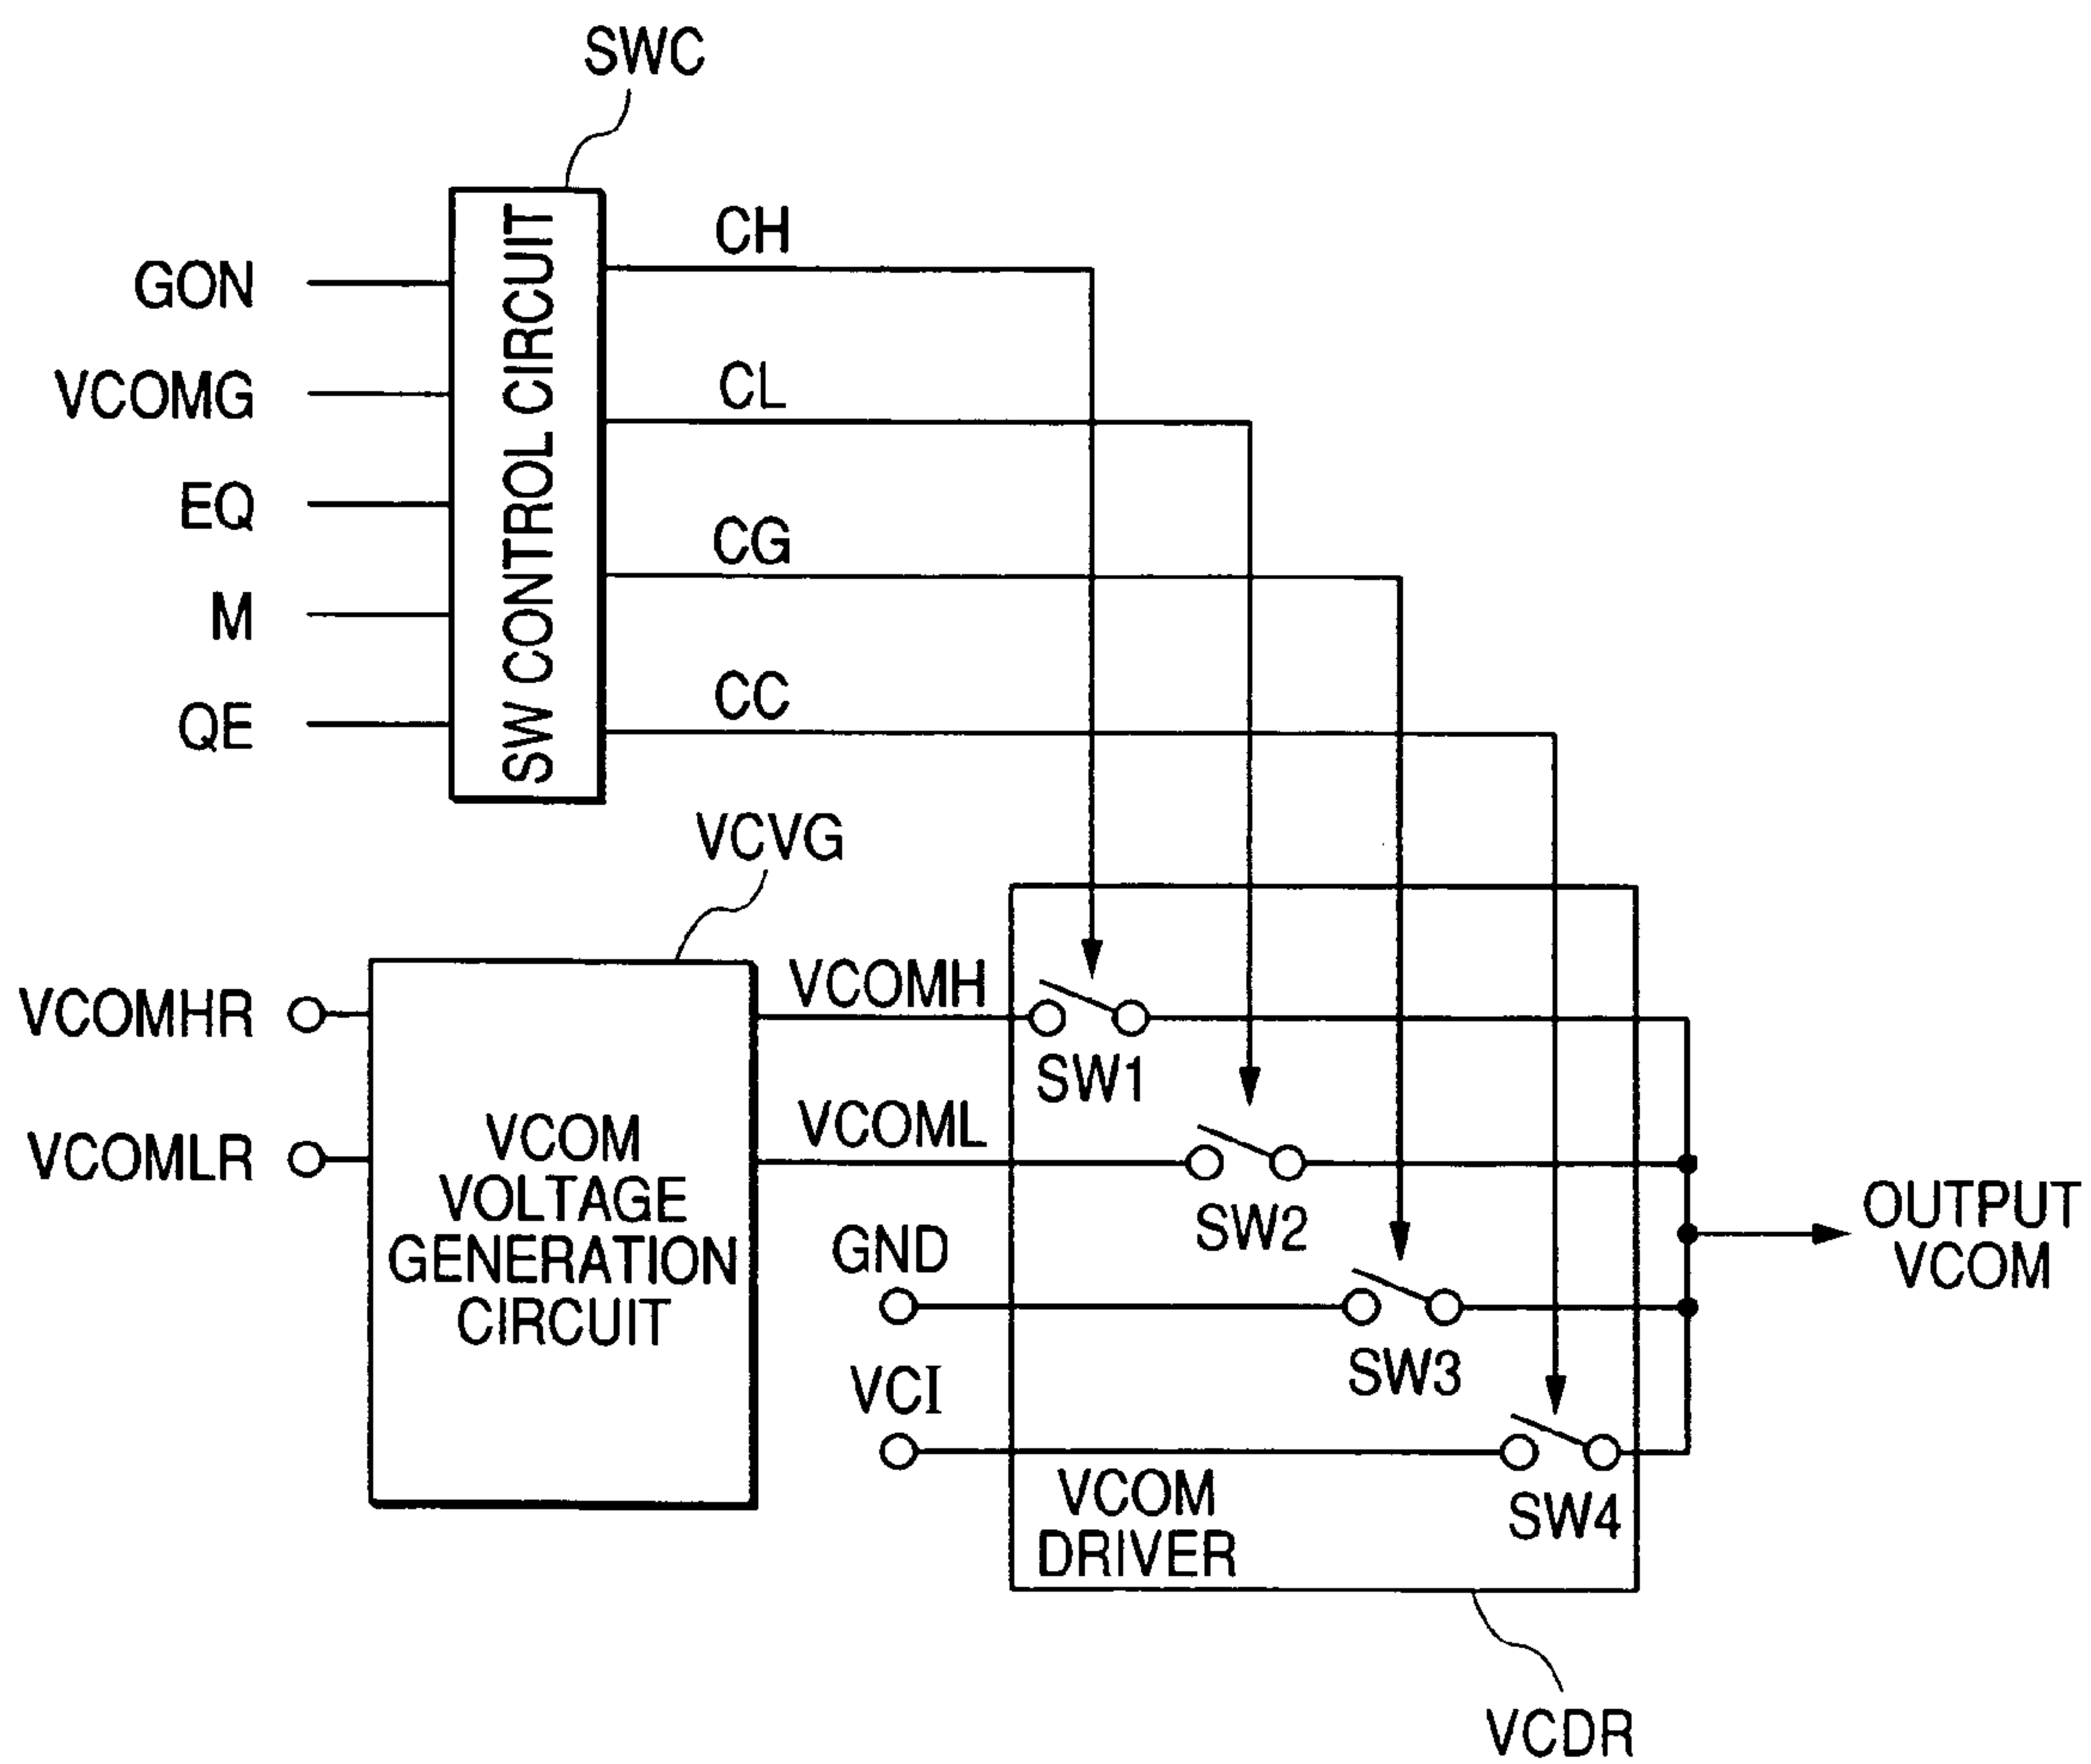 SWC
SW CONTROL CIRCUIT
GON
VCOMG
EQ
M
QE
CH
CL
CG
CC
VCVG
VCOMHR
VCOMLR
VCOM
VOLTAGE
GENERATION
CIRCUIT
VCOMH
VCOML
GND
VCI
SW1
SW2
SW3
SW4
VCOM
DRIVER
OUTPUT
VCOM
VCDR